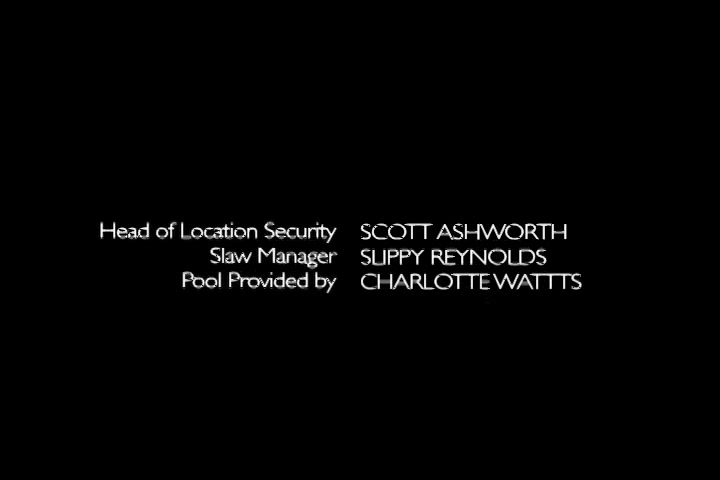 Head of Location Security SCOTT ASHWORTH
Slaw Manager SLIPPY REYNOLDS
Pool Provided by CHARLOTTE WATTTS